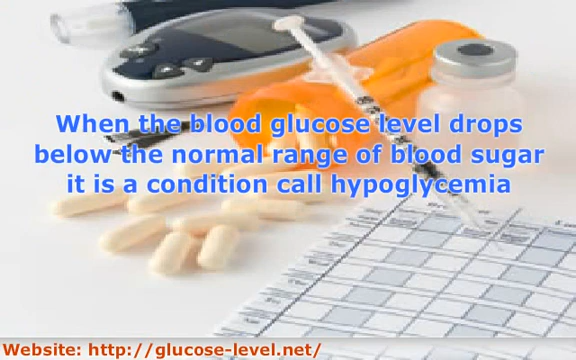 When the blood glucose level drops
below the normal range of blood sugar
it is a condition call hypoglycemia
Website: http://glucose-level.net/